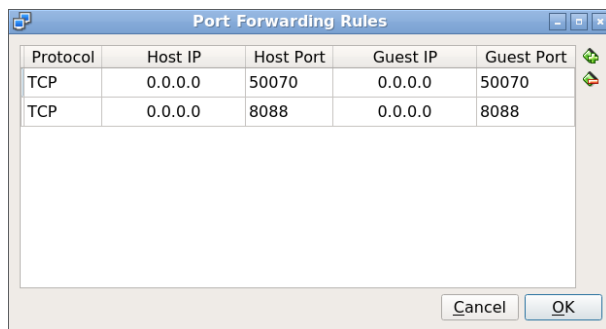 Port Forwarding Rules
Protocol Host IP Host Port Guest IP Guest Port
TCP 0.0.0.0 50070 0.0.0.0 50070
TCP 0.0.0.0 8088 0.0.0.0 8088
Cancel OK